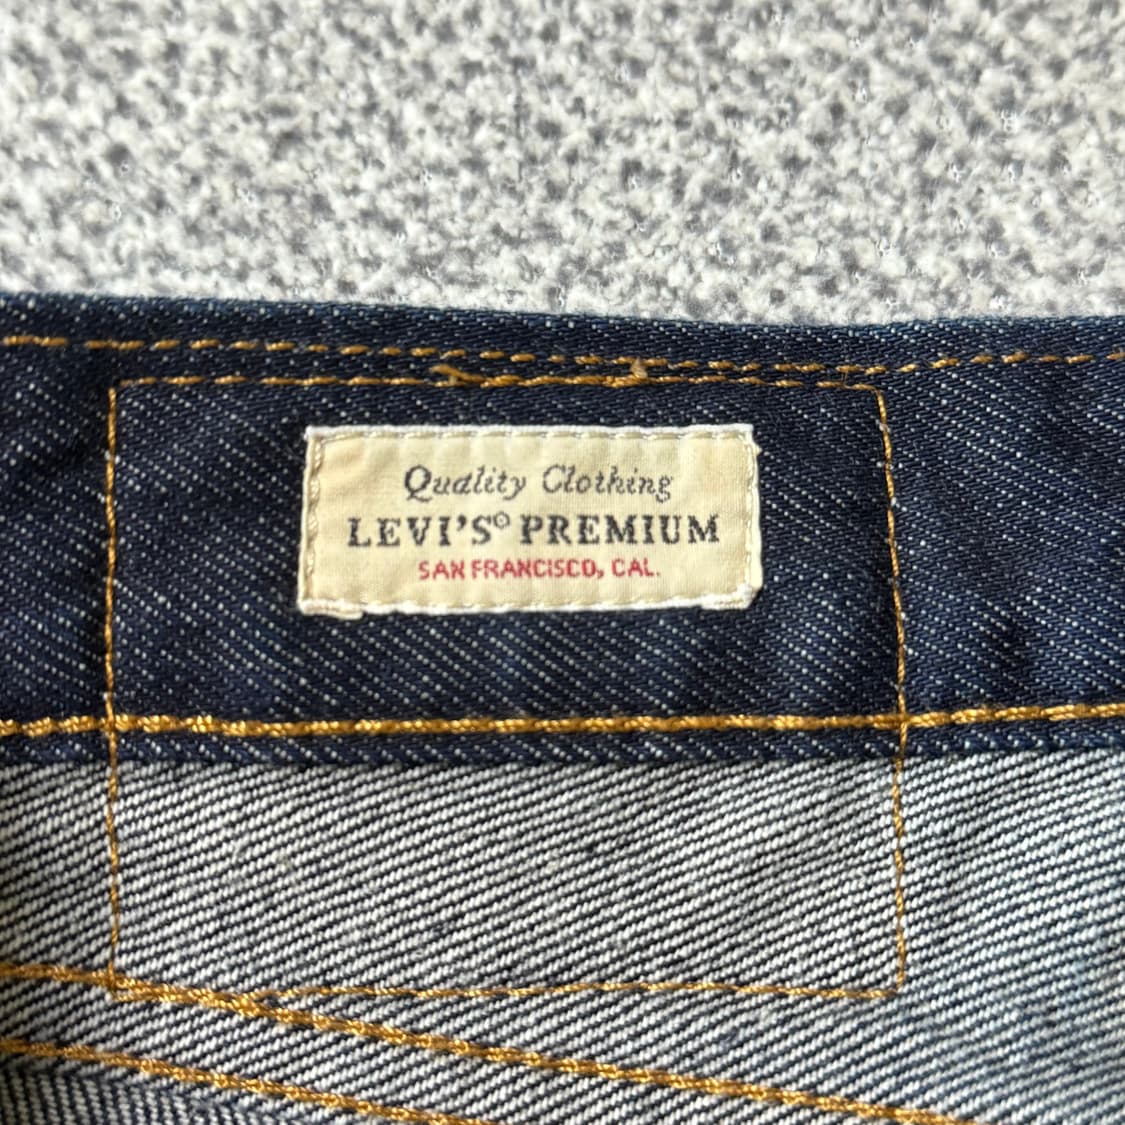 Quality Clothing
LEVI'S© PREMIUM
SAN FRANCISCO, CAL.